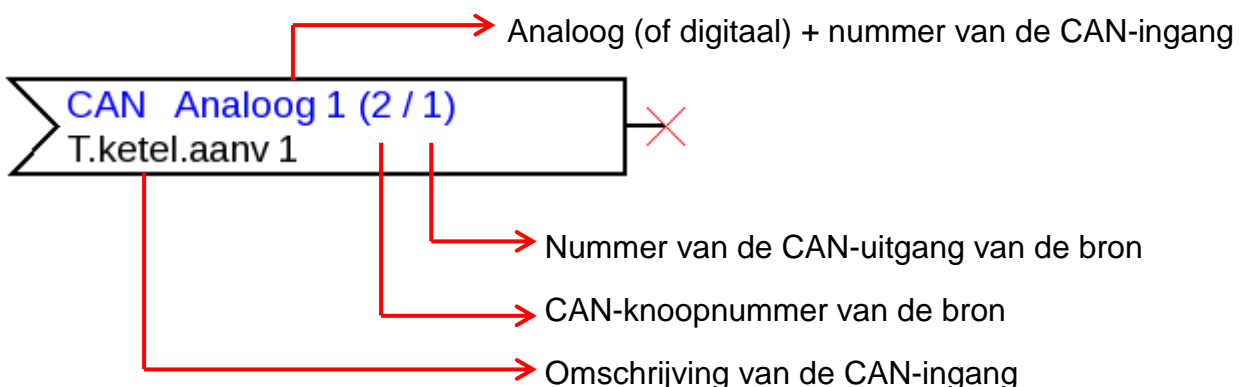 Analoog (of digitaal) + nummer van de CAN-ingang
CAN Analoog 1 (2 / 1)
T.ketel.aanv 1
Nummer van de CAN-uitgang van de bron
CAN-knoopnummer van de bron
Omschrijving van de CAN-ingang